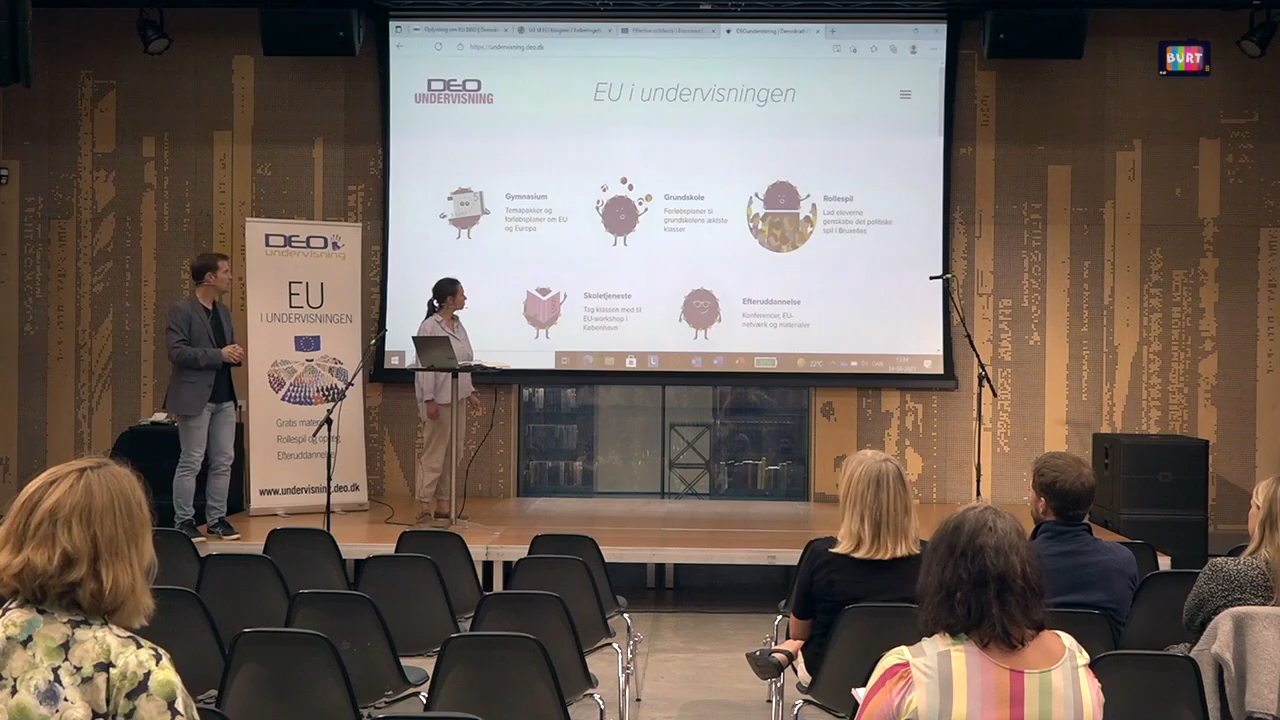 BURT
https://undervisning.deo.dk
DEO
UNDERVISNING
EU i undervisningen
Gymnasium
Temapakker og
forløbsplaner om EU
og Europa
Grundskole
Forløbsplaner til
grundskolens ældste
klasser
Rollespil
Lad eleverne
genskabe det politiske
spil i Bruxelles
Skoletjeneste
Tag klassen med til
EU-workshop i
København
Efteruddannelse
Konferencer, EU-
netværk og materialer
22°C
DEO
undervisning
EU
I UNDERVISNINGEN
Gratis
Rollespil og
Efteruddannelse
www.undervisning.deo.dk